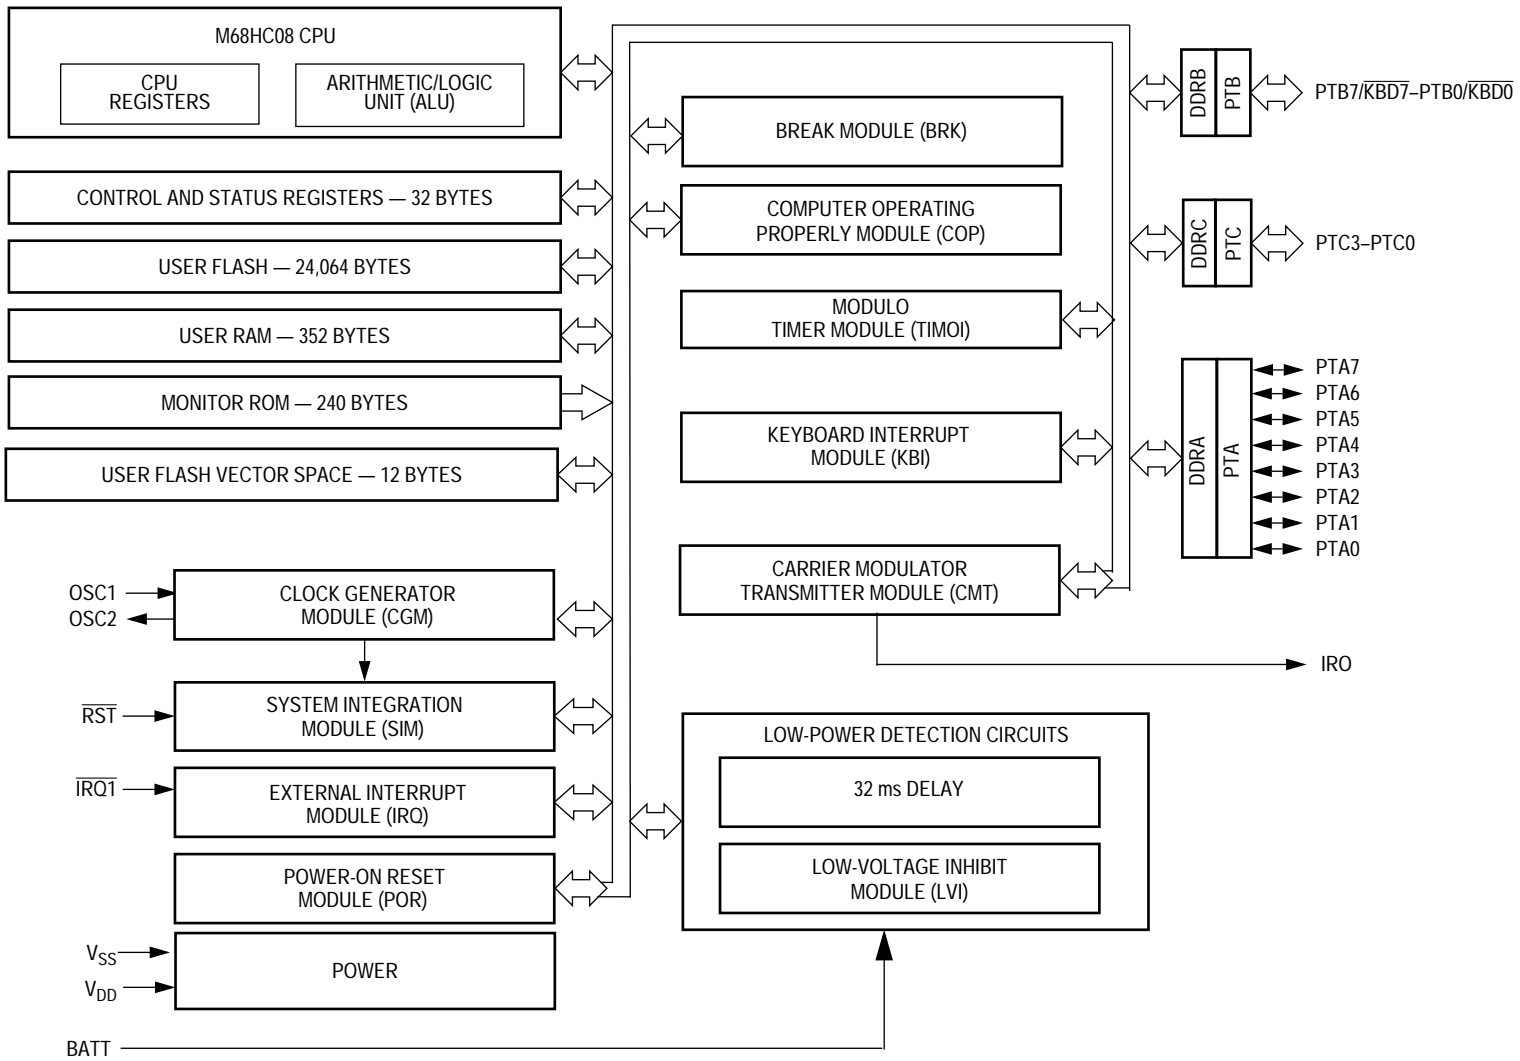 M68HC08 CPU
CPU
REGISTERS
ARITHMETIC/LOGIC
UNIT (ALU)
CONTROL AND STATUS REGISTERS — 32 BYTES
USER FLASH — 24,064 BYTES
USER RAM — 352 BYTES
MONITOR ROM — 240 BYTES
USER FLASH VECTOR SPACE — 12 BYTES
OSC1
OSC2
CLOCK GENERATOR
MODULE (CGM)
R̅S̅T̅
SYSTEM INTEGRATION
MODULE (SIM)
I̅R̅Q̅1̅
EXTERNAL INTERRUPT
MODULE (IRQ)
POWER-ON RESET
MODULE (POR)
VSS
VDD
POWER
BATT
BREAK MODULE (BRK)
COMPUTER OPERATING
PROPERLY MODULE (COP)
MODULO
TIMER MODULE (TIMOI)
KEYBOARD INTERRUPT
MODULE (KBI)
CARRIER MODULATOR
TRANSMITTER MODULE (CMT)
LOW-POWER DETECTION CIRCUITS
32 ms DELAY
LOW-VOLTAGE INHIBIT
MODULE (LVI)
DDRB
PTB
PTB7/K̅B̅D̅7̅–PTB0/K̅B̅D̅0̅
DDRC
PTC
PTC3–PTC0
DDRA
PTA
PTA7
PTA6
PTA5
PTA4
PTA3
PTA2
PTA1
PTA0
IRO